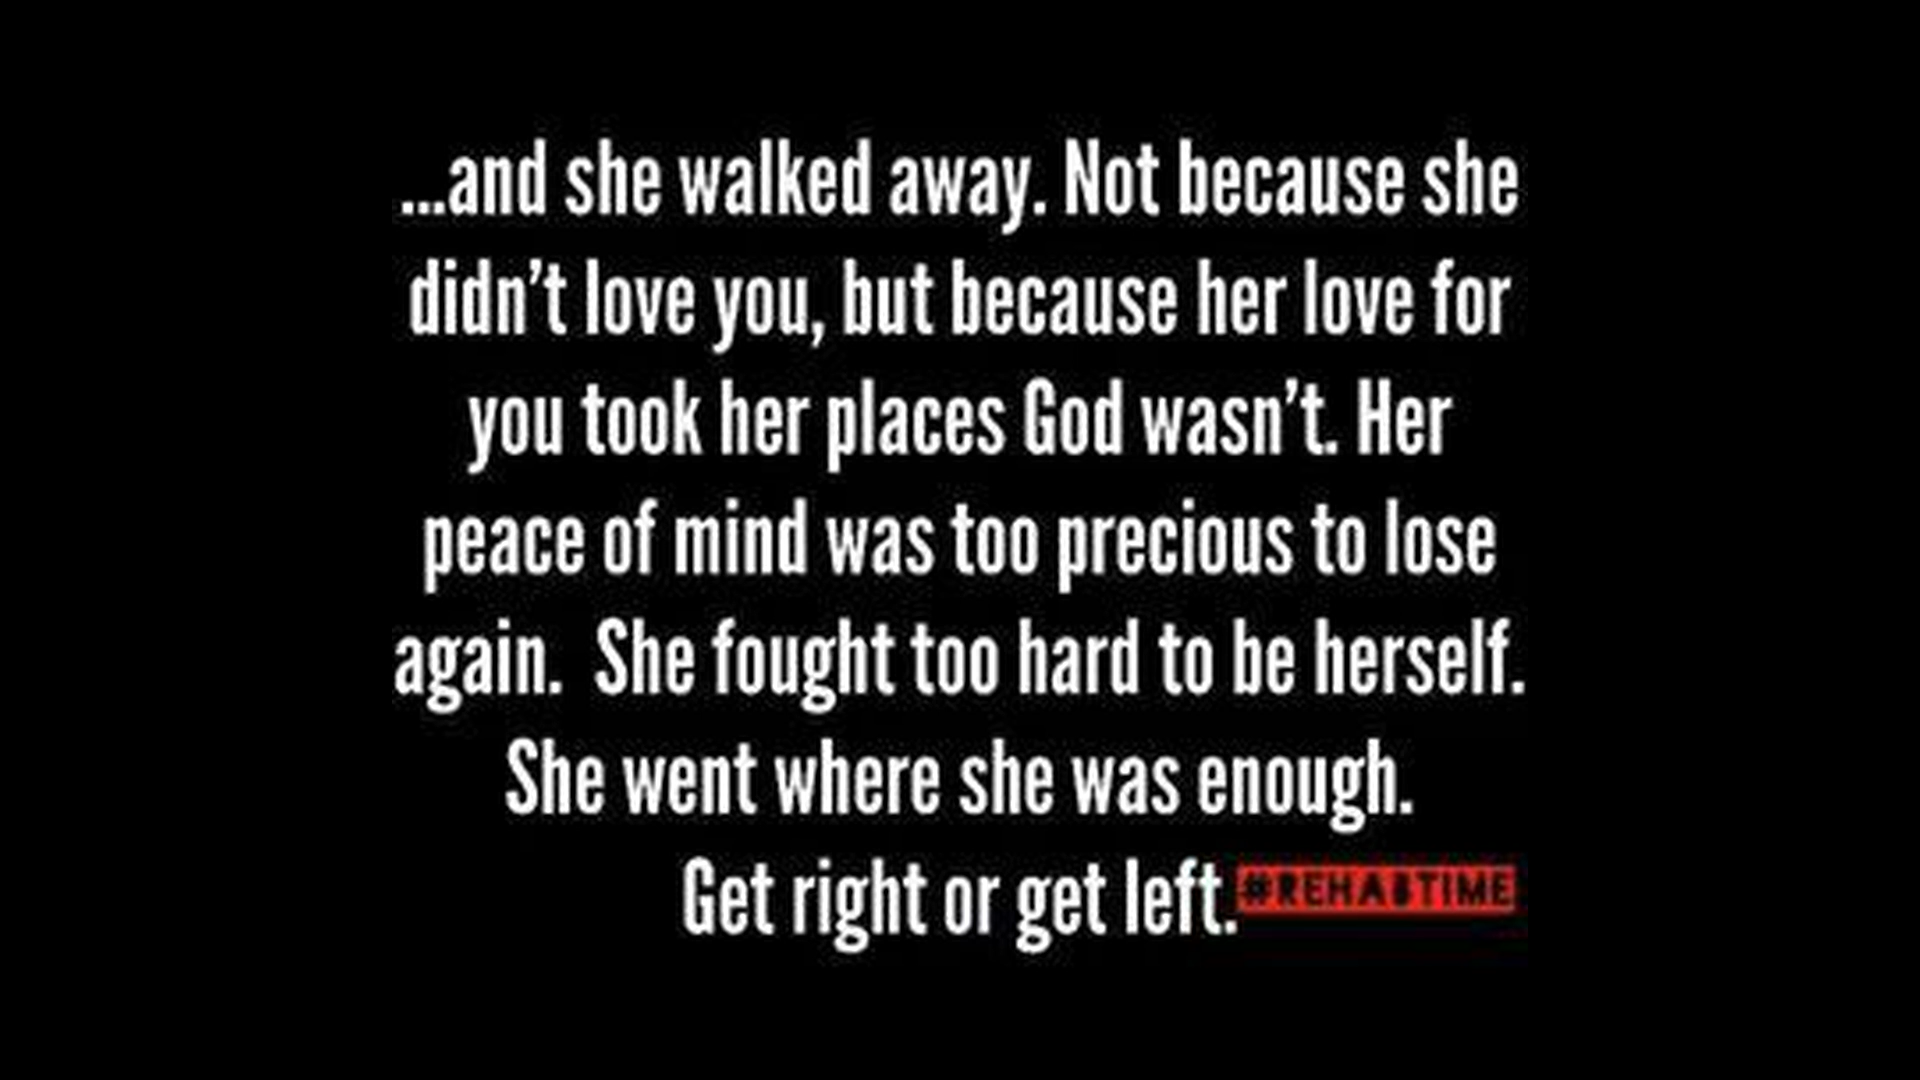 ...and she walked away. Not because she
didn't love you, but because her love for
you took her places God wasn't. Her
peace of mind was too precious to lose
again.  She fought too hard to be herself.
She went where she was enough.
Get right or get left. #REHABTIME